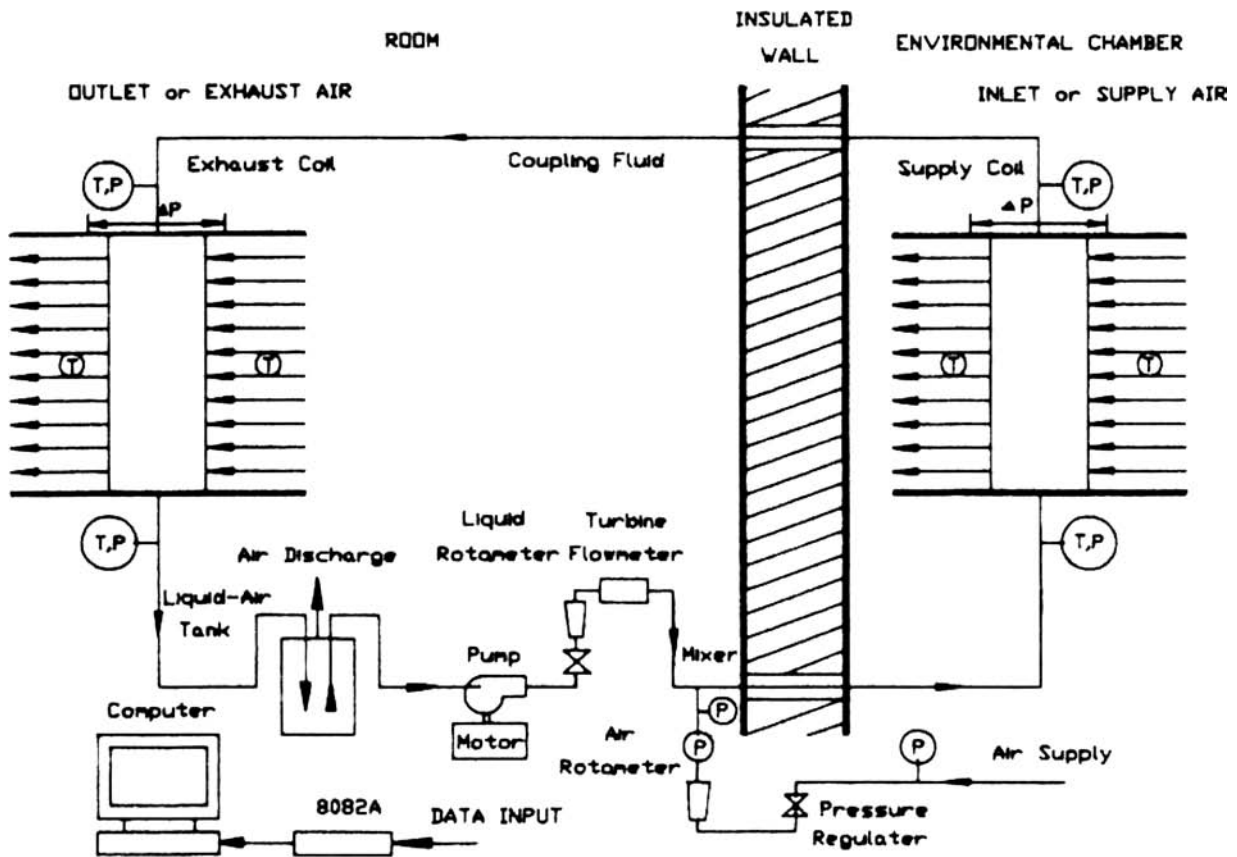 INSULATED
WALL
ROOM
ENVIRONMENTAL CHAMBER
OUTLET or EXHAUST AIR
INLET or SUPPLY AIR
Exhaust Coil
Coupling Fluid
Supply Coil
T,P
T,P
ΔP
ΔP
T
T
T
T
T,P
T,P
Liquid
Rotameter
Turbine
Flowmeter
Air Discharge
Liquid-Air
Tank
Pump
Mixer
Computer
Motor
P
P
Air
Rotameter
P
Air Supply
Pressure
Regulater
8082A
DATA INPUT